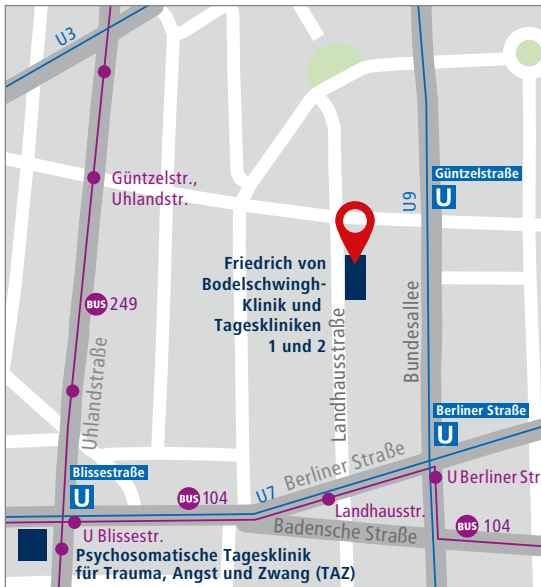 U3
Güntzelstr.,
Uhlandstr.
Güntzelstraße
U
U9
Friedrich von
Bodelschwingh-
Klinik und
Tageskliniken
1 und 2
BUS 249
Uhlandstraße
Landhausstraße
Bundesallee
Berliner Straße
U
Blissestraße
U
BUS 104
U7
Berliner Straße
U Berliner Str
Landhausstr.
Badensche Straße
BUS 104
U Blissestr.
Psychosomatische Tagesklinik
für Trauma, Angst und Zwang (TAZ)